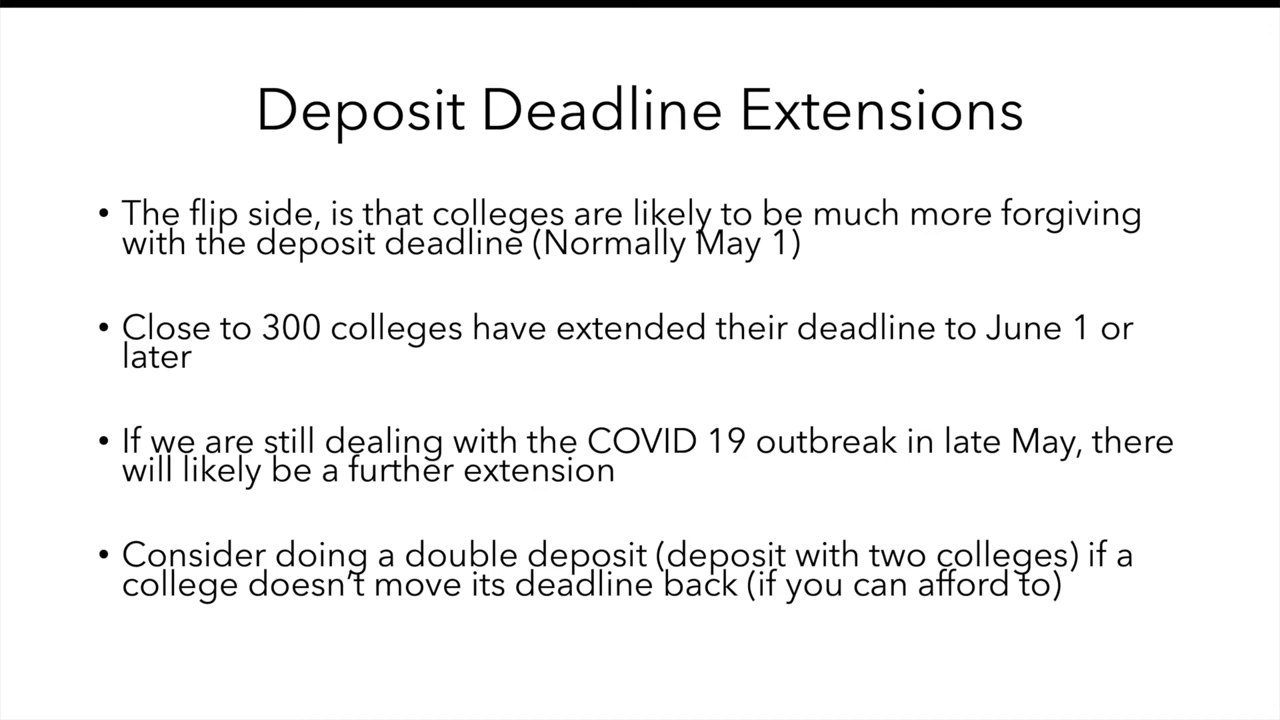 Deposit Deadline Extensions
• The flip side, is that colleges are likely to be much more forgiving
with the deposit deadline (Normally May 1)
• Close to 300 colleges have extended their deadline to June 1 or
later
• If we are still dealing with the COVID 19 outbreak in late May, there
will likely be a further extension
• Consider doing a double deposit (deposit with two colleges) if a
college doesn’t move its deadline back (if you can afford to)